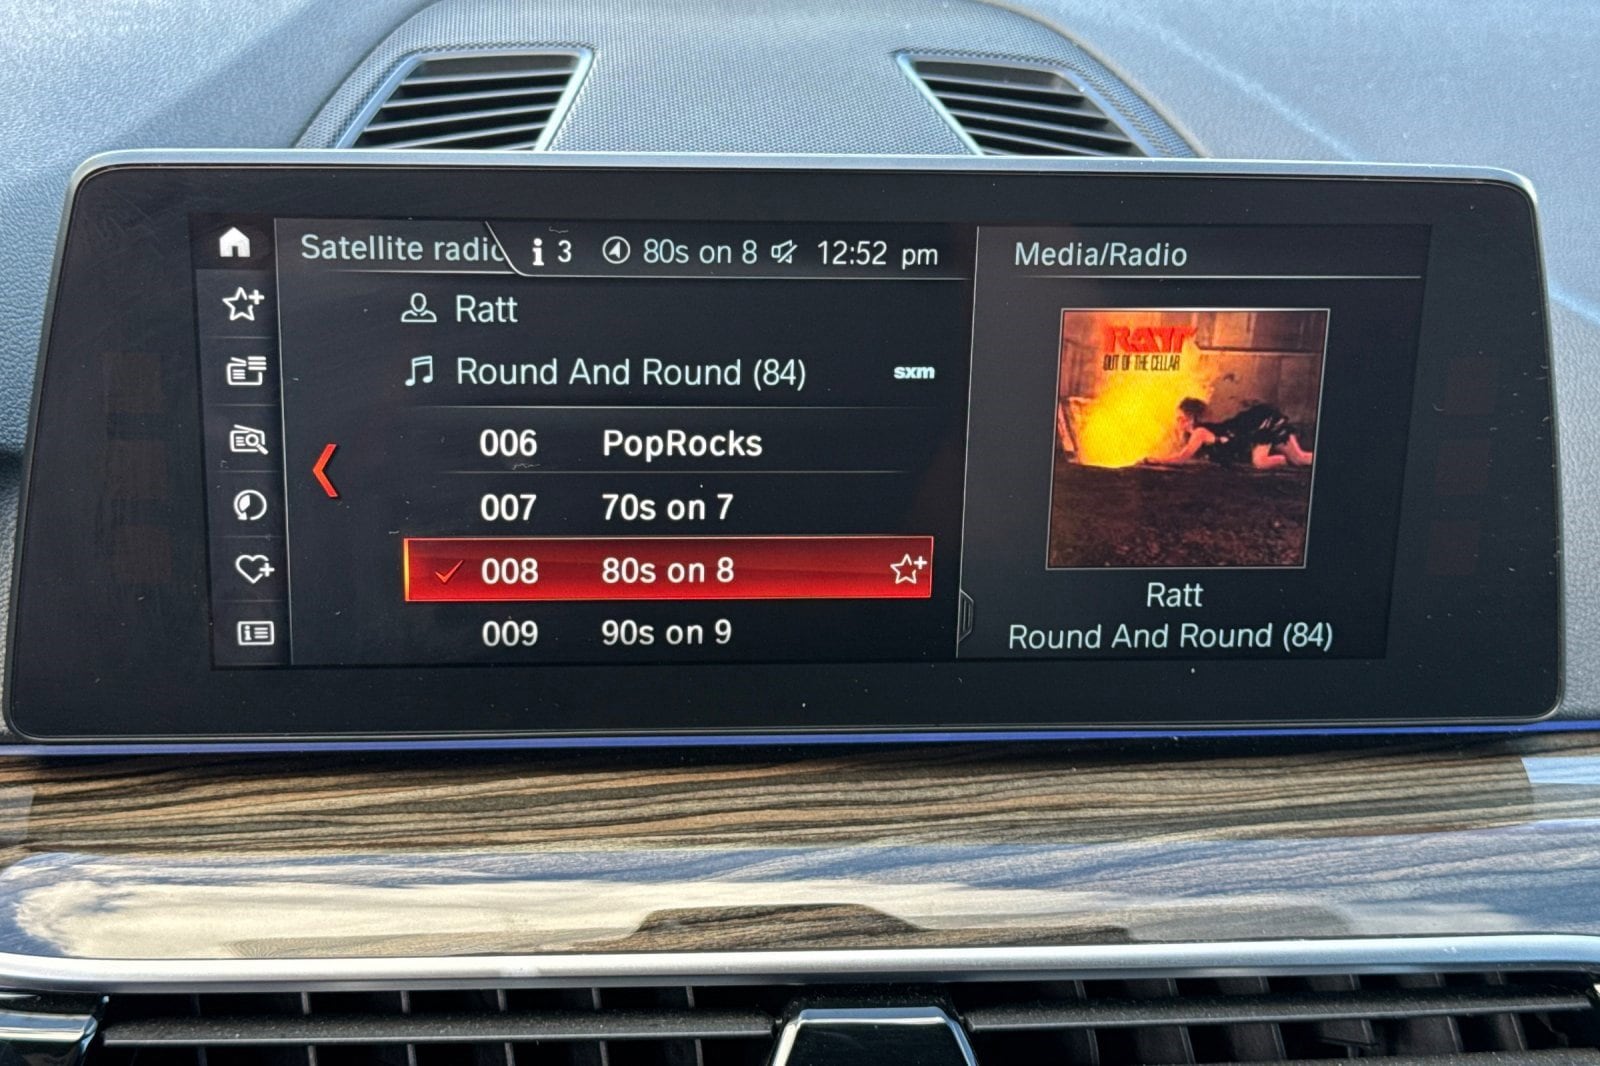 Satellite radio
3 80s on 8 12:52 pm
Ratt
Round And Round (84) sxm
006 PopRocks
007 70s on 7
008 80s on 8
009 90s on 9
Media/Radio
RATT
OUT OF THE CELLAR
Ratt
Round And Round (84)